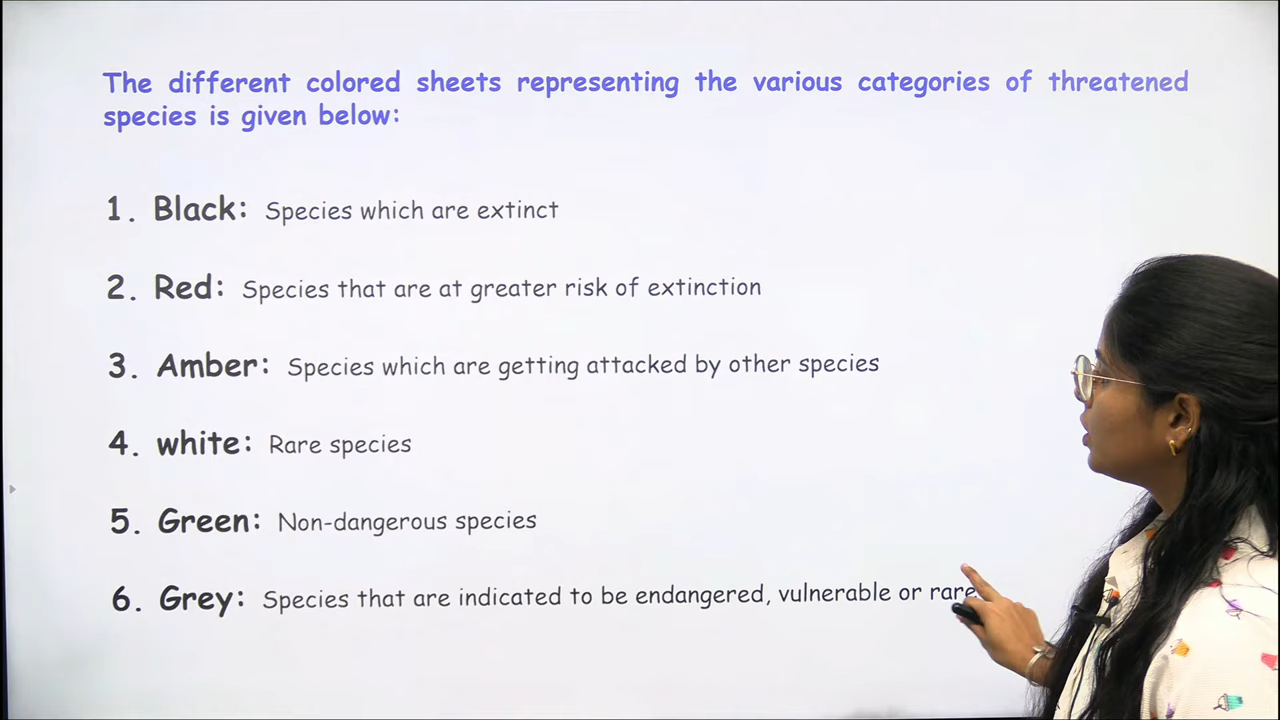 The different colored sheets representing the various categories of threatened
species is given below:
1. Black: Species which are extinct
2. Red: Species that are at greater risk of extinction
3. Amber: Species which are getting attacked by other species
4. white: Rare species
5. Green: Non-dangerous species
6. Grey: Species that are indicated to be endangered, vulnerable or rare